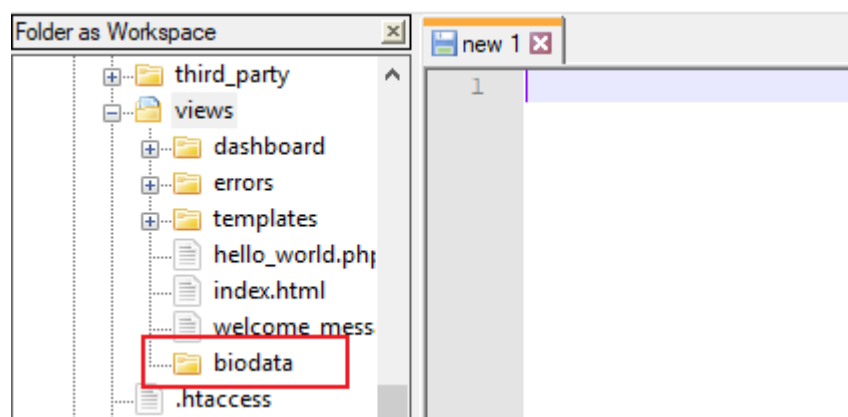 Folder as Workspace
third_party
views
dashboard
errors
templates
hello_world.php
index.html
welcome_mess
biodata
.htaccess
new 1
1